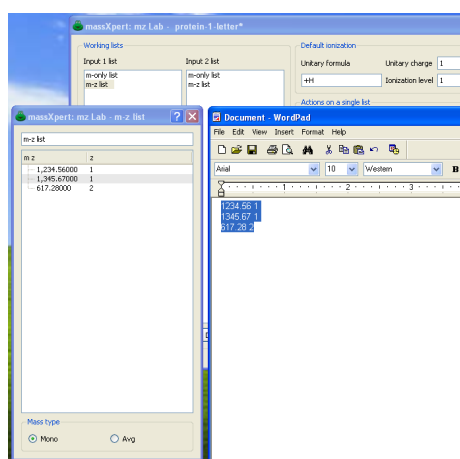 massXpert: mz Lab - protein-1-letter*
Working lists
Input 1 list
Input 2 list
m-only list
m-z list
m-only list
m-z list
Default ionization
Unitary formula
Unitary charge 1
+H
Ionization level 1
Actions on a single list
massXpert: mz Lab - m-z list
m-z list
m z z
1,234.56000 1
1,345.67000 1
617.28000 2
Mass type
Mono
Avg
Document - WordPad
File Edit View Insert Format Help
Arial 10 Western B
1 2 3
1234.56 1
1345.67 1
617.28 2